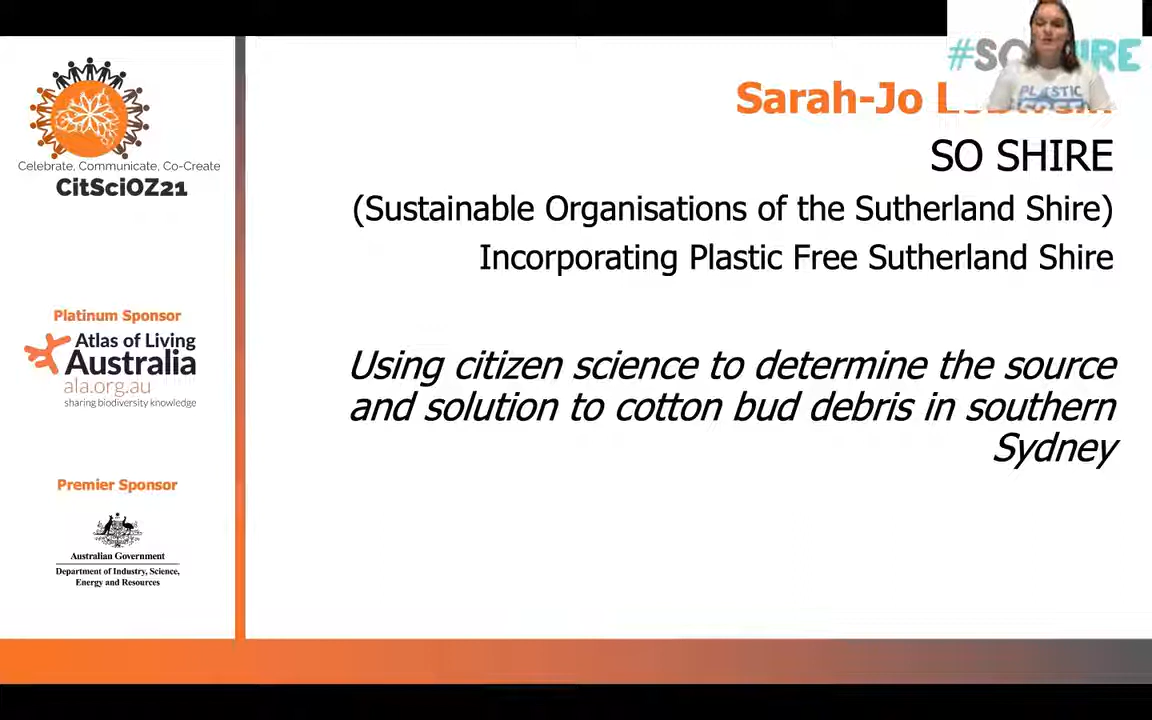 Celebrate, Communicate, Co-Create
CitSciOZ21
Platinum Sponsor
Atlas of Living
Australia
ala.org.au
sharing biodiversity knowledge
Premier Sponsor
Australian Government
Department of Industry, Science,
Energy and Resources
Sarah-Jo
SO SHIRE
(Sustainable Organisations of the Sutherland Shire)
Incorporating Plastic Free Sutherland Shire
Using citizen science to determine the source
and solution to cotton bud debris in southern
Sydney
PLASTIC